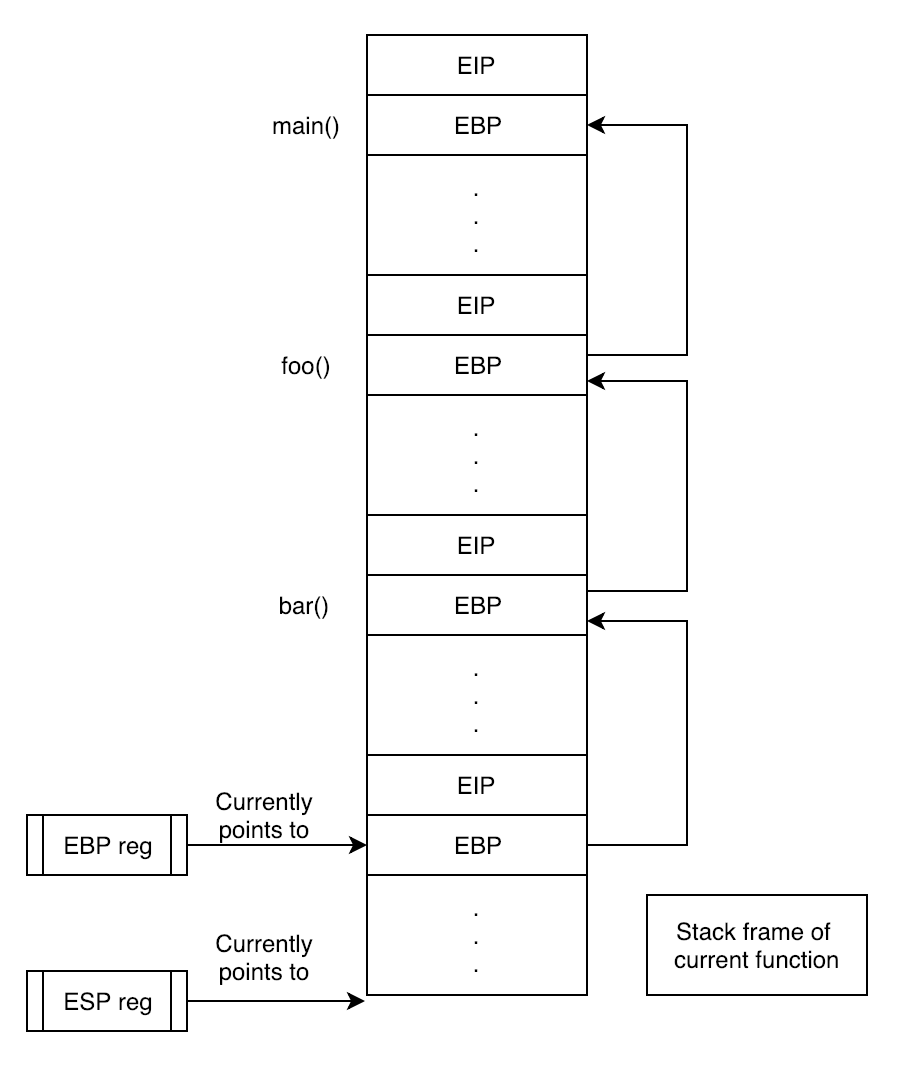 EIP
main()
EBP
.
.
.
EIP
foo()
EBP
.
.
.
EIP
bar()
EBP
.
.
.
EIP
Currently
points to
EBP reg
EBP
.
.
.
Stack frame of
current function
Currently
points to
ESP reg